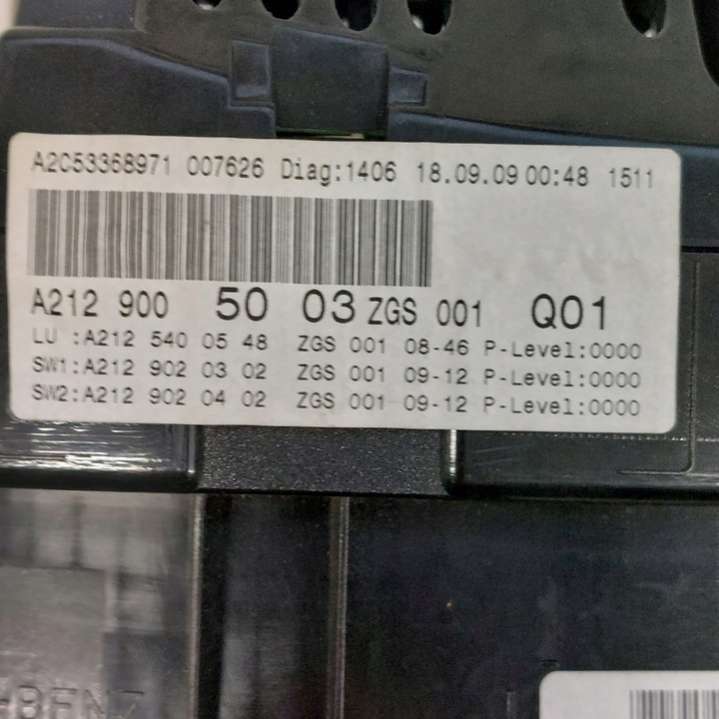 A2C53368971 007626 Diag:1406 18.09.09 00:48 1511
A212 900 50 03 ZGS 001 Q01
LU :A212 540 05 48 ZGS 001 08-46 P-Level:0000
SW1:A212 902 03 02 ZGS 001 09-12 P-Level:0000
SW2:A212 902 04 02 ZGS 001 09-12 P-Level:0000